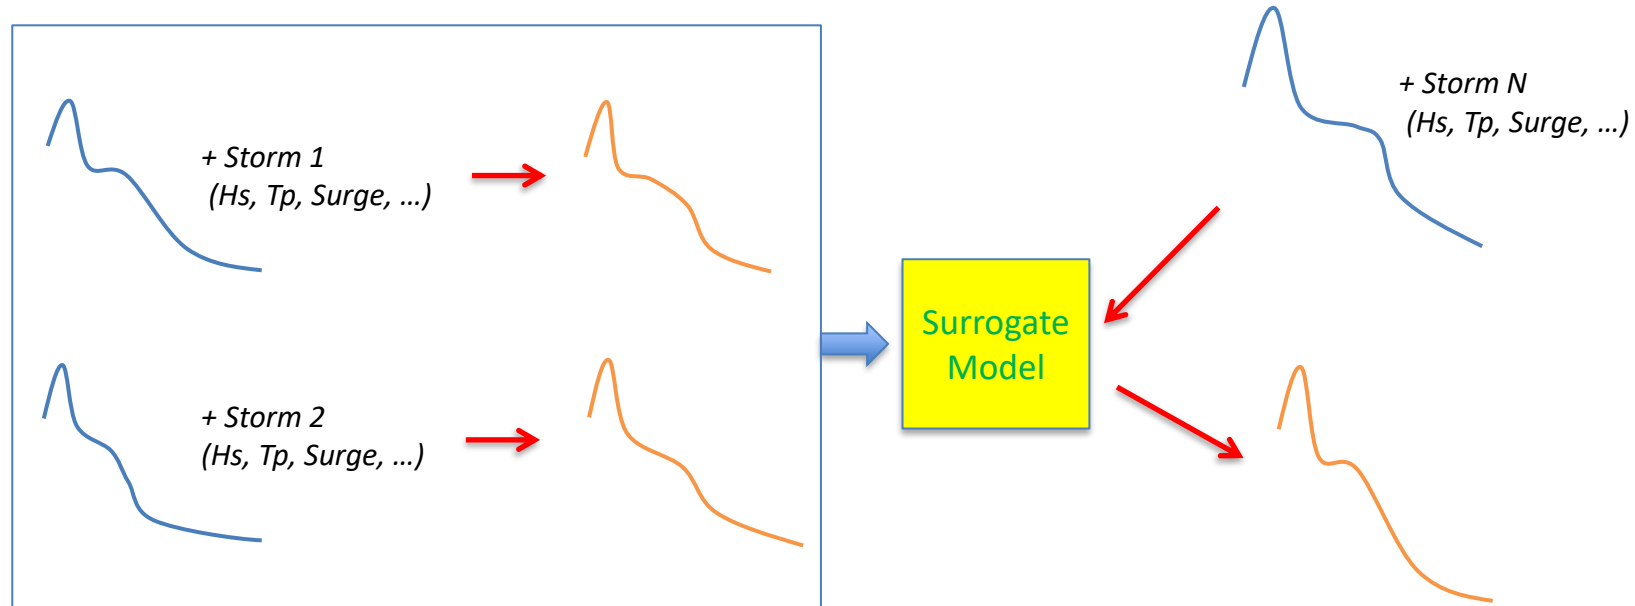 + Storm 1
(Hs, Tp, Surge, …)
+ Storm 2
(Hs, Tp, Surge, …)
Surrogate
Model
+ Storm N
(Hs, Tp, Surge, …)